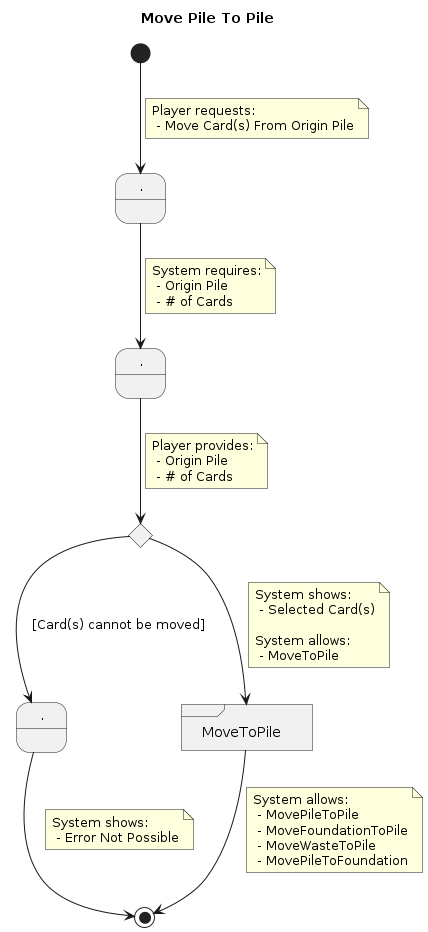 Move Pile To Pile
Player requests:
- Move Card(s) From Origin Pile
.
System requires:
- Origin Pile
- # of Cards
.
Player provides:
- Origin Pile
- # of Cards
System shows:
- Selected Card(s)
System allows:
- MoveToPile
[Card(s) cannot be moved]
.
MoveToPile
System shows:
- Error Not Possible
System allows:
- MovePileToPile
- MoveFoundationToPile
- MoveWasteToPile
- MovePileToFoundation